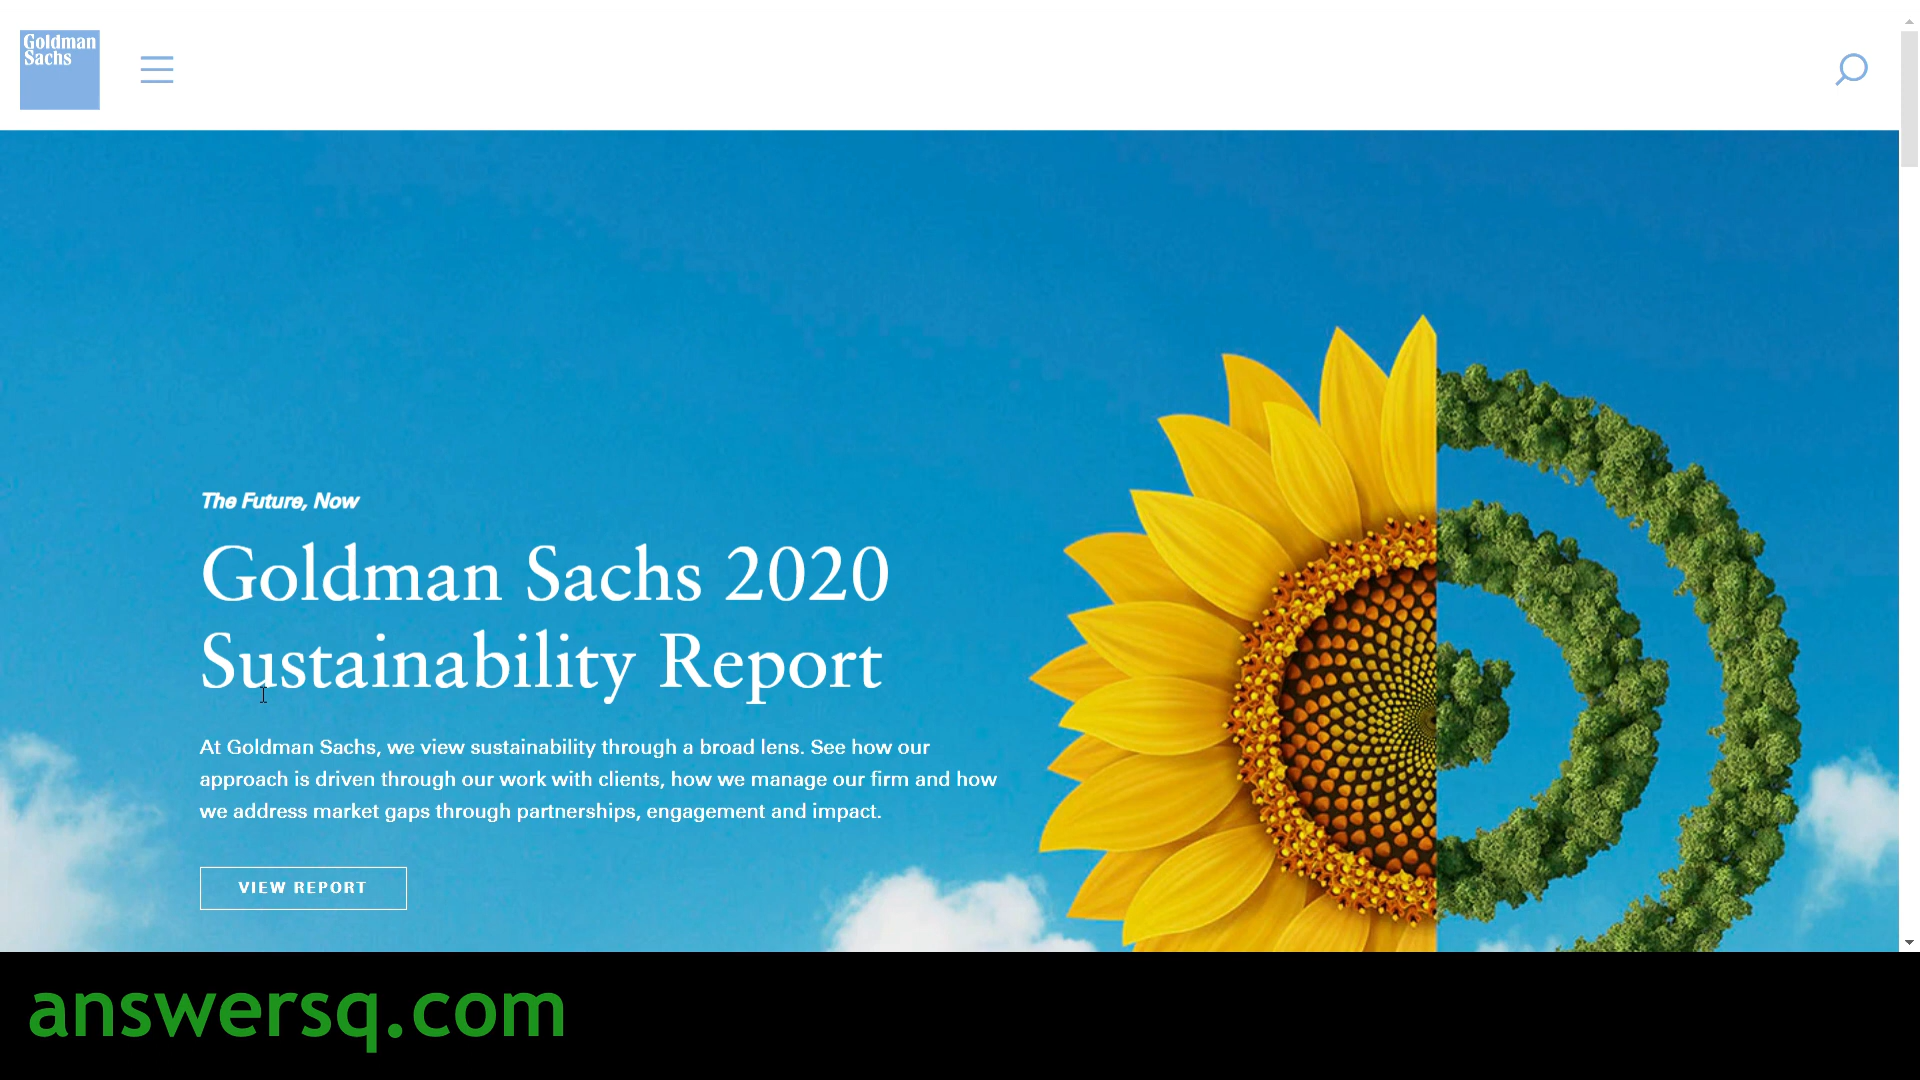 Goldman
Sachs
The Future, Now
Goldman Sachs 2020
Sustainability Report
At Goldman Sachs, we view sustainability through a broad lens. See how our
approach is driven through our work with clients, how we manage our firm and how
we address market gaps through partnerships, engagement and impact.
VIEW REPORT
answersq.com